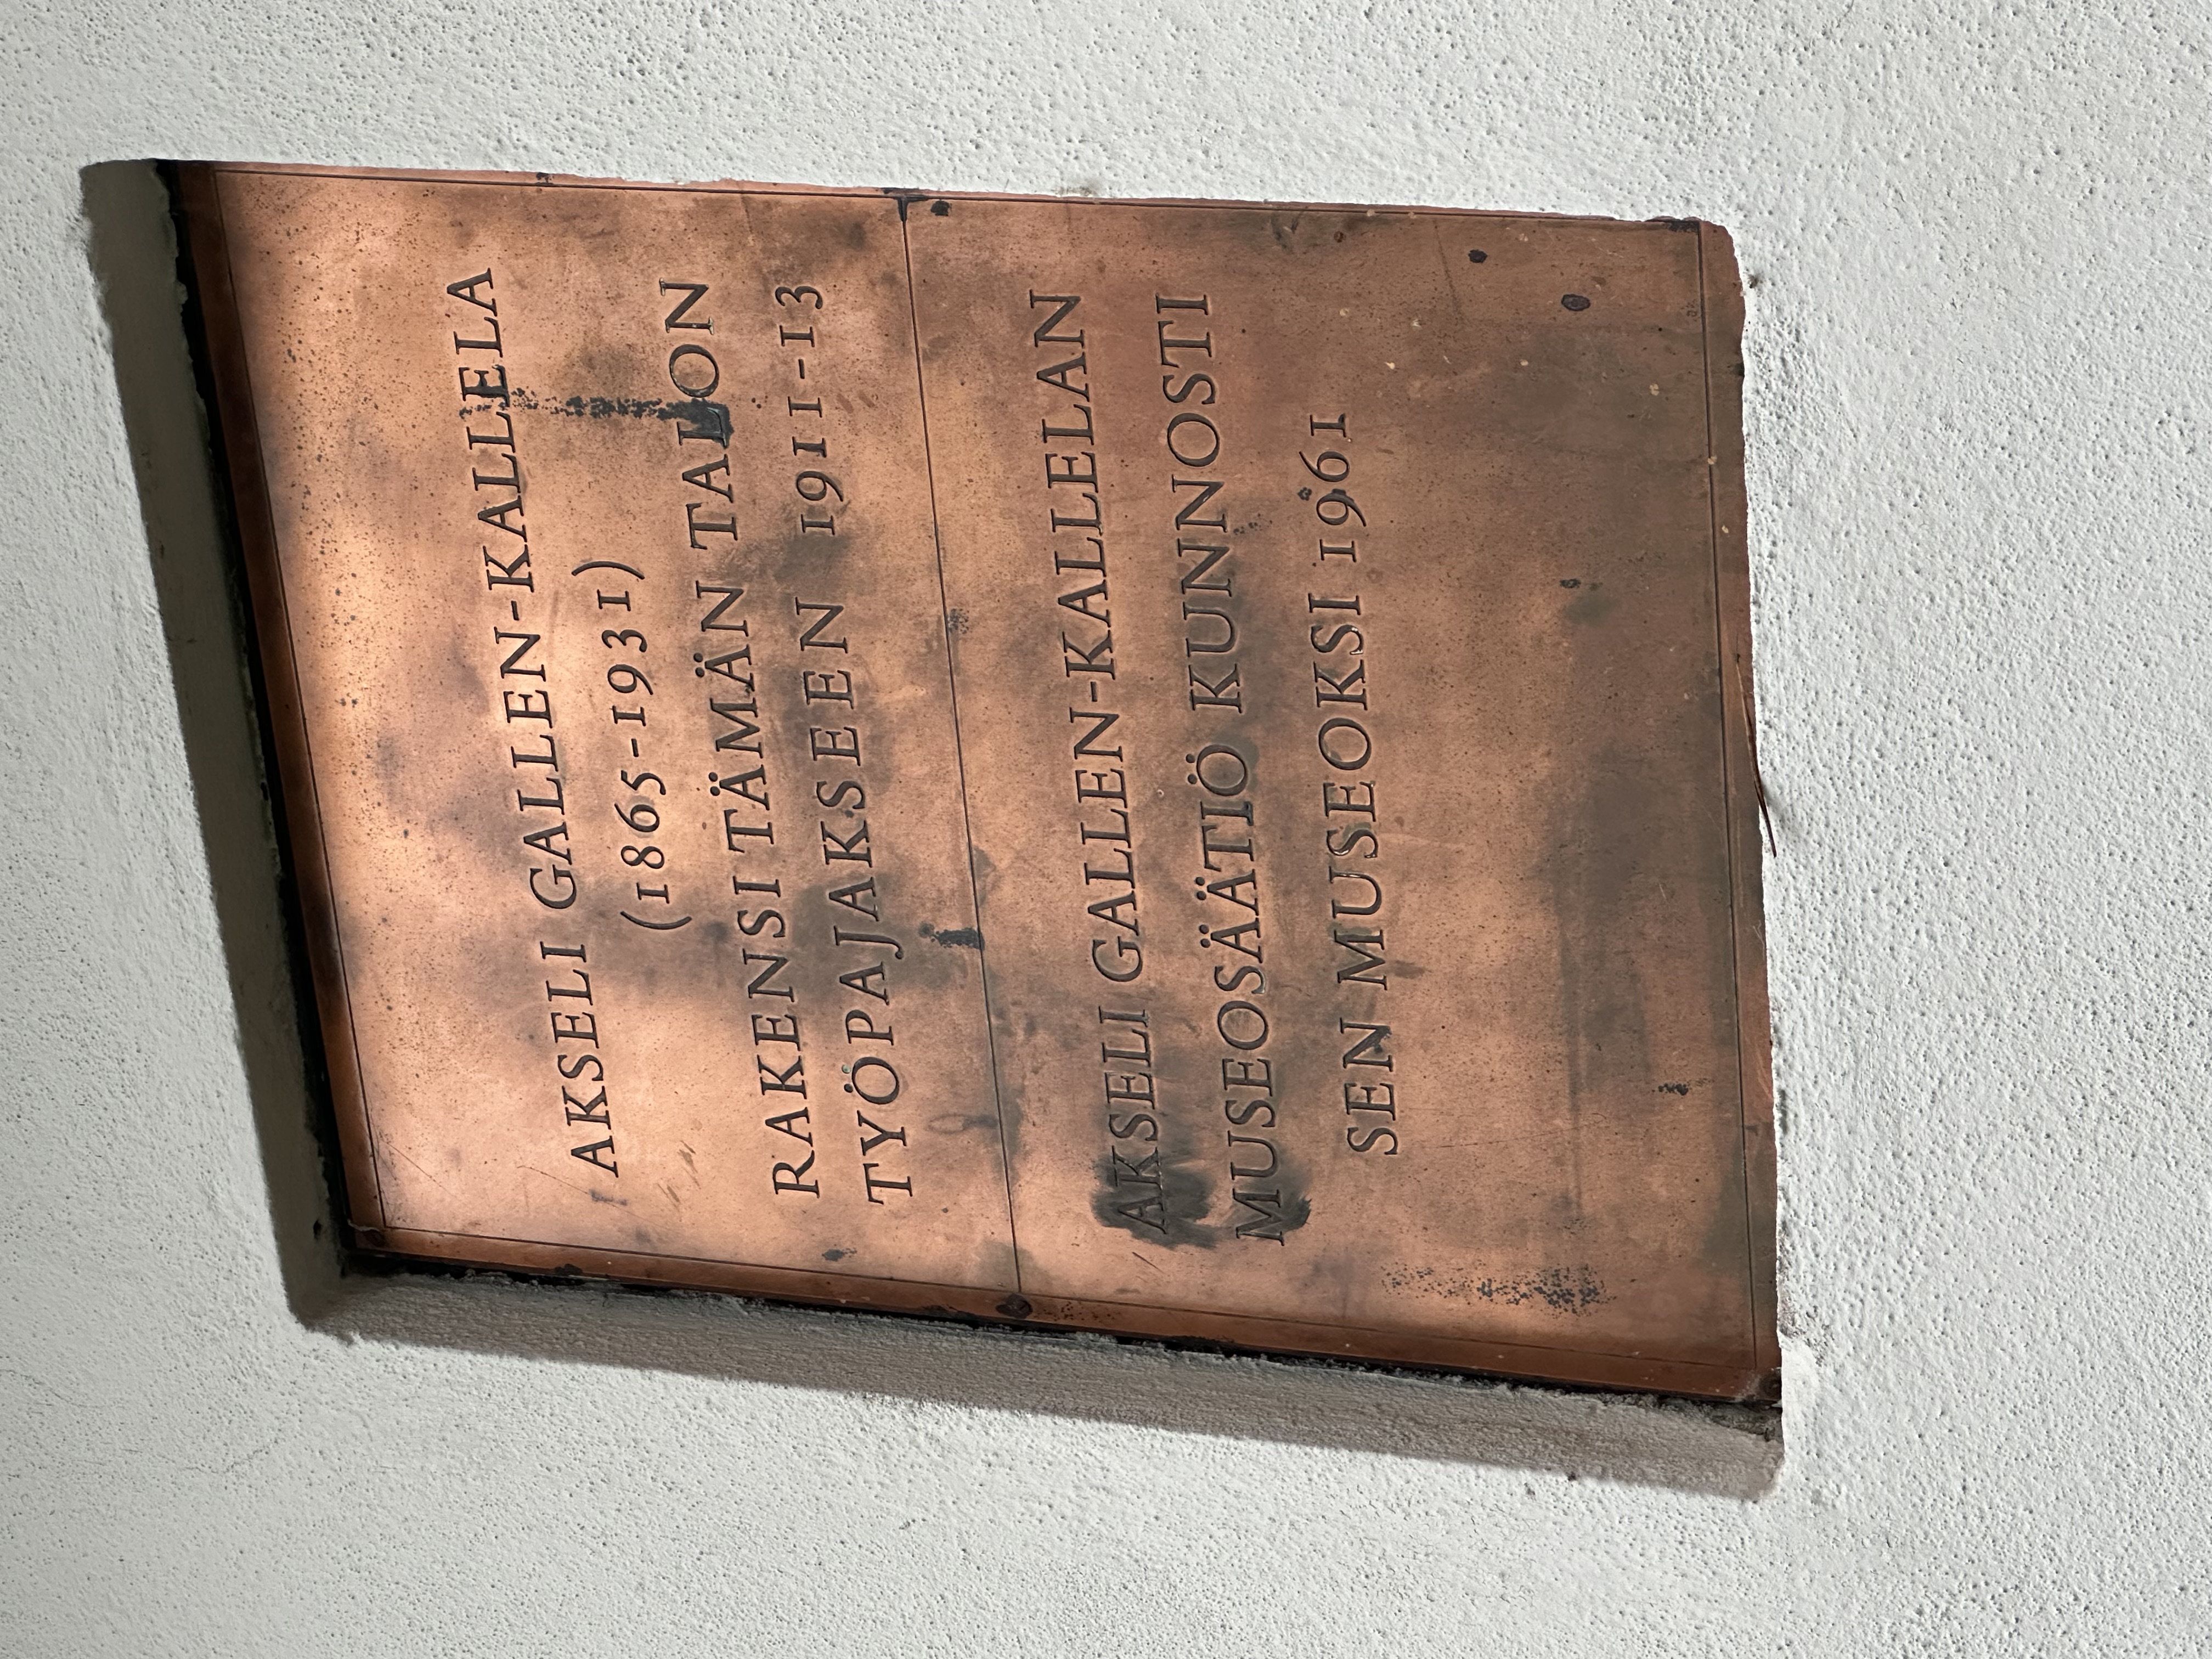 AKSELI GALLEN-KALLELA
(1865-1931)
RAKENSI TÄMÄN TALON
TYÖPAJAKSEEN 1911-13
AKSELI GALLEN-KALLELAN
MUSEOSÄÄTIÖ KUNNOSTI
SEN MUSEOKSI 1961